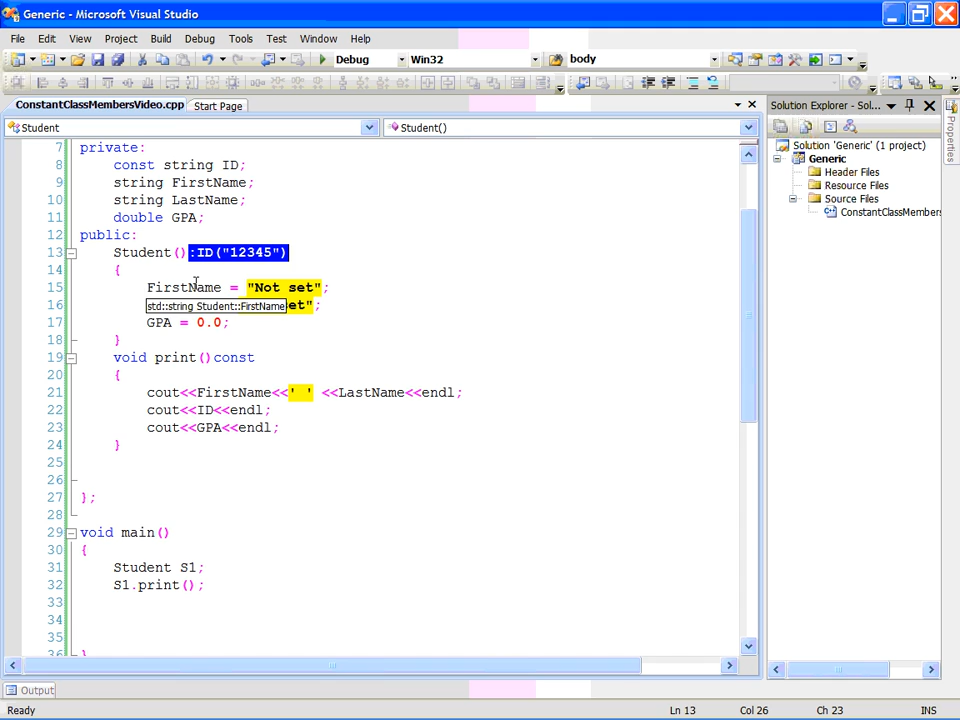 Generic - Microsoft Visual Studio
File Edit View Project Build Debug Tools Test Window Help
Debug Win32 body
ConstantClassMembersVideo.cpp Start Page
Student Student()
7 private:
8 const string ID;
9 string FirstName;
10 string LastName;
11 double GPA;
12 public:
13 Student():ID("12345")
14 {
15 FirstName = "Not set";
std::string Student::FirstName
16 et";
17 GPA = 0.0;
18 }
19 void print()const
20 {
21 cout<<FirstName<<' ' <<LastName<<endl;
22 cout<<ID<<endl;
23 cout<<GPA<<endl;
24 }
25
26
27 };
28
29 void main()
30 {
31 Student S1;
32 S1.print();
33
34
35
36 }
Solution Explorer - Sol...
Solution 'Generic' (1 project)
Generic
Header Files
Resource Files
Source Files
ConstantClassMembers
Properties
Output
Ready Ln 13 Col 26 Ch 23 INS